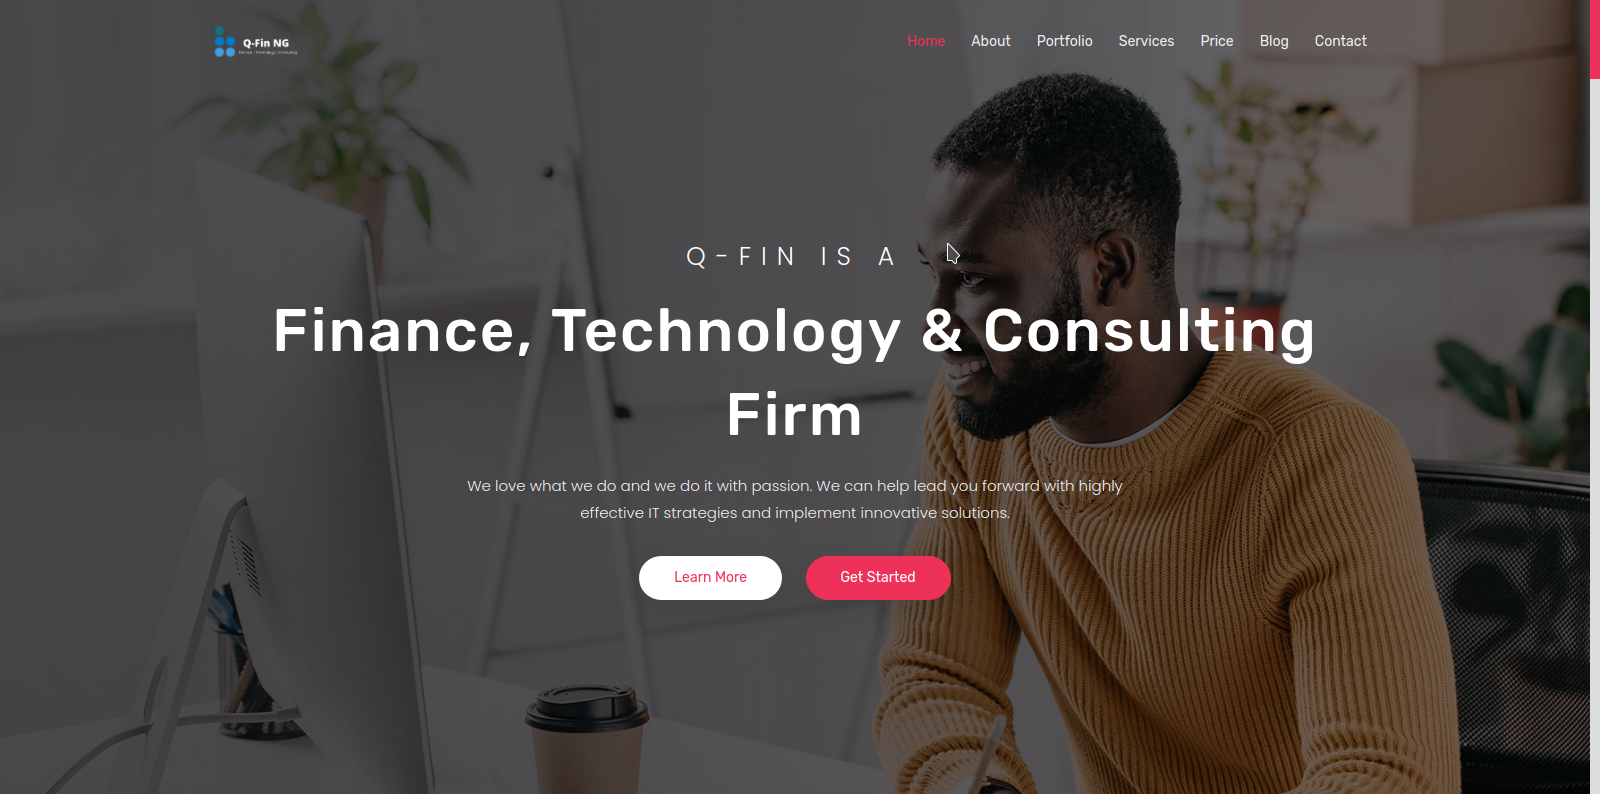 Q-Fin NG
Finance | Technology | Consulting
Home About Portfolio Services Price Blog Contact
Q-FIN IS A
Finance, Technology & Consulting
Firm
We love what we do and we do it with passion. We can help lead you forward with highly
effective IT strategies and implement innovative solutions.
Learn More Get Started